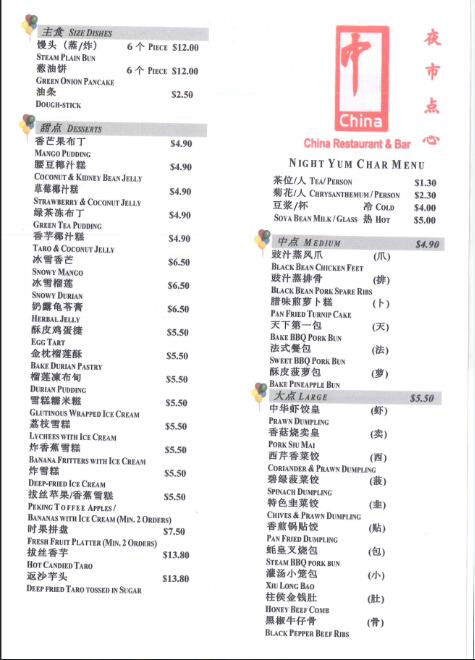 主食 SIZE DISHES
馒头（蒸/炸） 6 个 PIECE $12.00
STEAM PLAIN BUN
葱油饼 6 个 PIECE $12.00
GREEN ONION PANCAKE
油条 $2.50
DOUGH-STICK
甜点 DESSERTS
香芒果布丁 $4.90
MANGO PUDDING
腰豆椰汁糕 $4.90
COCONUT & KIDNEY BEAN JELLY
草莓椰汁糕 $4.90
STRAWBERRY & COCONUT JELLY
绿茶冻布丁 $4.90
GREEN TEA PUDDING
香芋椰汁糕 $4.90
TARO & COCONUT JELLY
冰雪香芒 $6.50
SNOWY MANGO
冰雪榴莲 $6.50
SNOWY DURIAN
奶露龟苓膏 $6.50
HERBAL JELLY
酥皮鸡蛋挞 $5.50
EGG TART
金枕榴莲酥 $5.50
BAKE DURIAN PASTRY
榴莲冻布甸 $5.50
DURIAN PUDDING
雪糕糯米糍 $5.50
GLUTINOUS WRAPPED ICE CREAM
荔枝雪糕 $5.50
LYCHEES WITH ICE CREAM
炸香蕉雪糕 $5.50
BANANA FRITTERS WITH ICE CREAM
炸雪糕 $5.50
DEEP-FRIED ICE CREAM
拔丝苹果/香蕉雪糕 $5.50
PEKING TOFFEE APPLES /
BANANAS WITH ICE CREAM (MIN. 2 ORDERS)
时果拼盘 $7.50
FRESH FRUIT PLATTER (MIN. 2 ORDERS)
拔丝香芋 $13.80
HOT CANDIED TARO
返沙芋头 $13.80
DEEP FRIED TARO TOSSED IN SUGAR
中
China
夜市点心
China Restaurant & Bar
NIGHT YUM CHAR MENU
茶位/人 TEA/ PERSON $1.30
菊花/人 CHRYSANTHEMUM / PERSON $2.30
豆浆/杯 冷 COLD $4.00
SOYA BEAN MILK / GLASS 热 HOT $5.00
中点 MEDIUM $4.90
豉汁蒸凤爪 (爪)
BLACK BEAN CHICKEN FEET
豉汁蒸排骨 (排)
BLACK BEAN PORK SPARE RIBS
腊味煎萝卜糕 (卜)
PAN FRIED TURNIP CAKE
天下第一包 (天)
BAKE BBQ PORK BUN
法式餐包 (法)
SWEET BBQ PORK BUN
酥皮菠萝包 (萝)
BAKE PINEAPPLE BUN
大点 LARGE $5.50
中华虾饺皇 (虾)
PRAWN DUMPLING
香菇烧卖皇 (卖)
PORK SIU MAI
西芹香菜饺 (西)
CORIANDER & PRAWN DUMPLING
碧绿菠菜饺 (菠)
SPINACH DUMPLING
特色韭菜饺 (韭)
CHIVES & PRAWN DUMPLING
香煎锅贴饺 (贴)
PAN FRIED DUMPLING
蚝皇叉烧包 (包)
STEAM BBQ PORK BUN
灌汤小笼包 (小)
XIU LONG BAO
柱侯金钱肚 (肚)
HONEY BEEF COMB
黑椒牛仔骨 (骨)
BLACK PEPPER BEEF RIBS